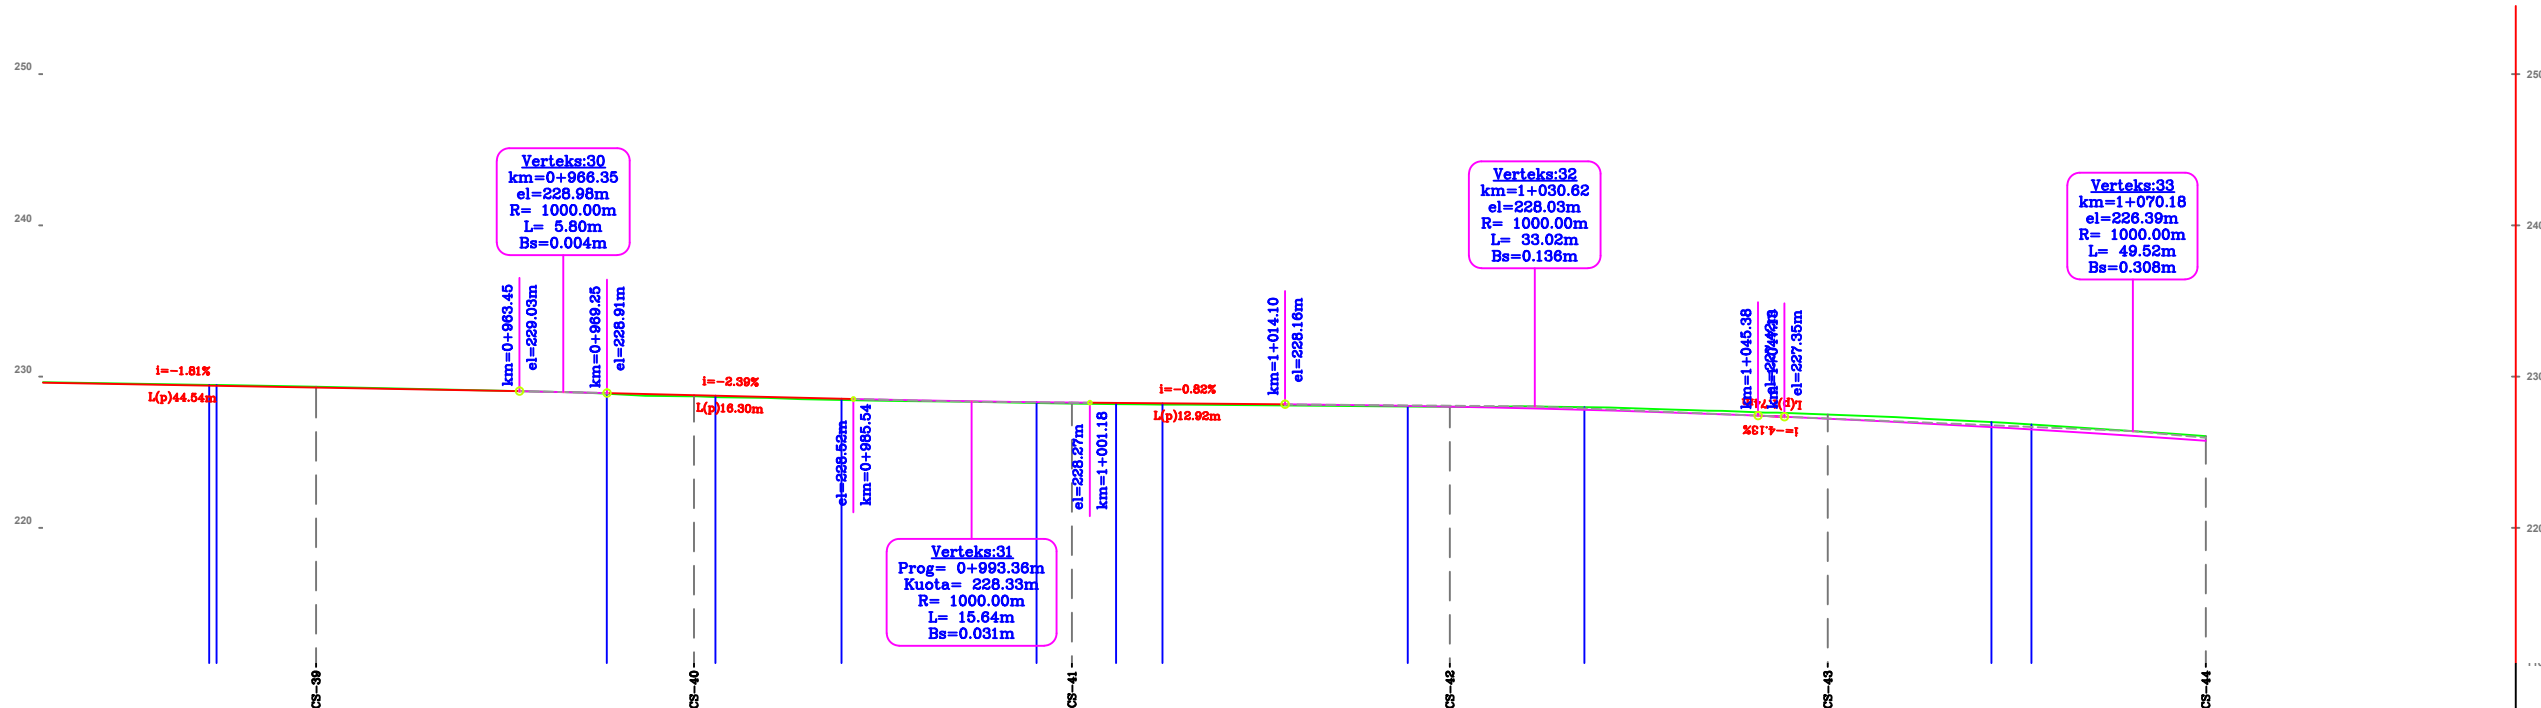 250
240
230
220
Verteks:30
km=0+966.35
el=228.98m
R= 1000.00m
L= 5.80m
Bs=0.004m
Verteks:32
km=1+030.62
el=228.03m
R= 1000.00m
L= 33.02m
Bs=0.136m
Verteks:33
km=1+070.18
el=226.39m
R= 1000.00m
L= 49.52m
Bs=0.308m
km=0+963.45
el=229.03m
km=0+969.25
el=228.91m
km=1+014.10
el=228.16m
km=1+045.38
el=227.35m
i=-1.81%
L(p)44.54m
i=-2.39%
L(p)16.30m
i=-0.82%
L(p)12.92m
i=-4.13%
el=228.52m
km=0+985.54
el=228.27m
km=1+001.18
Verteks:31
Prog= 0+993.36m
Kuota= 228.33m
R= 1000.00m
L= 15.64m
Bs=0.031m
CS-39
CS-40
CS-41
CS-42
CS-43
CS-44